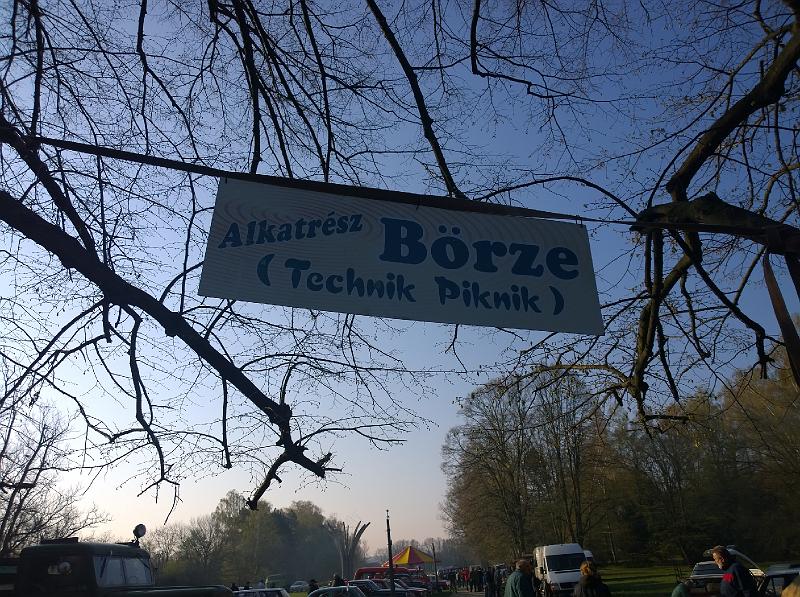 Alkatrész Börze
( Technik Piknik )